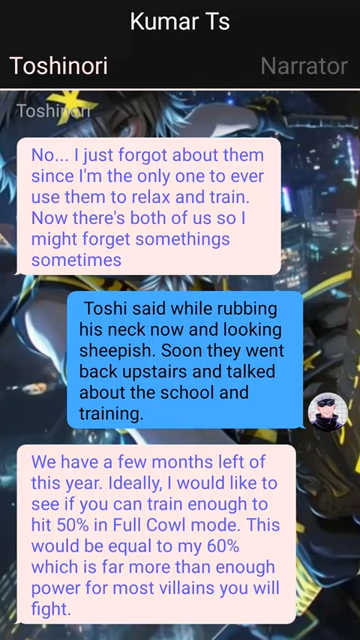 Kumar Ts
Toshinori
Narrator
Toshinori
No... I just forgot about them
since I'm the only one to ever
use them to relax and train.
Now there's both of us so I
might forget somethings
sometimes
Toshi said while rubbing
his neck now and looking
sheepish. Soon they went
back upstairs and talked
about the school and
training.
We have a few months left of
this year. Ideally, I would like to
see if you can train enough to
hit 50% in Full Cowl mode. This
would be equal to my 60%
which is far more than enough
power for most villains you will
fight.